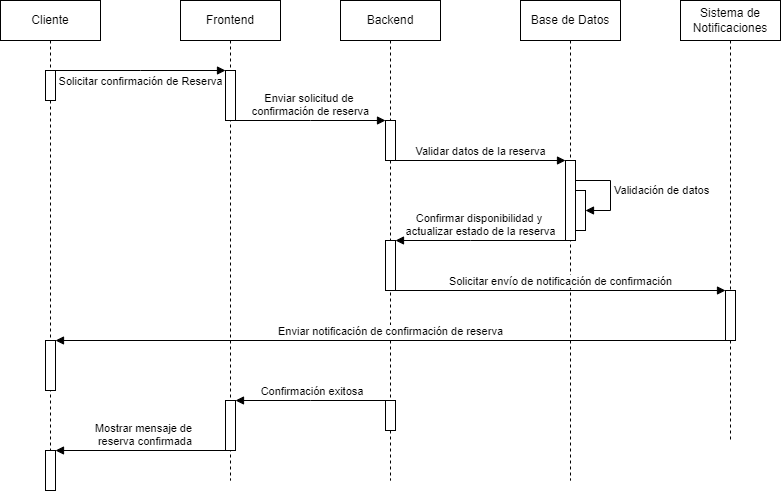 Cliente
Frontend
Backend
Base de Datos
Sistema de
Notificaciones
Solicitar confirmación de Reserva
Enviar solicitud de
confirmación de reserva
Validar datos de la reserva
Validación de datos
Confirmar disponibilidad y
actualizar estado de la reserva
Solicitar envío de notificación de confirmación
Enviar notificación de confirmación de reserva
Confirmación exitosa
Mostrar mensaje de
reserva confirmada